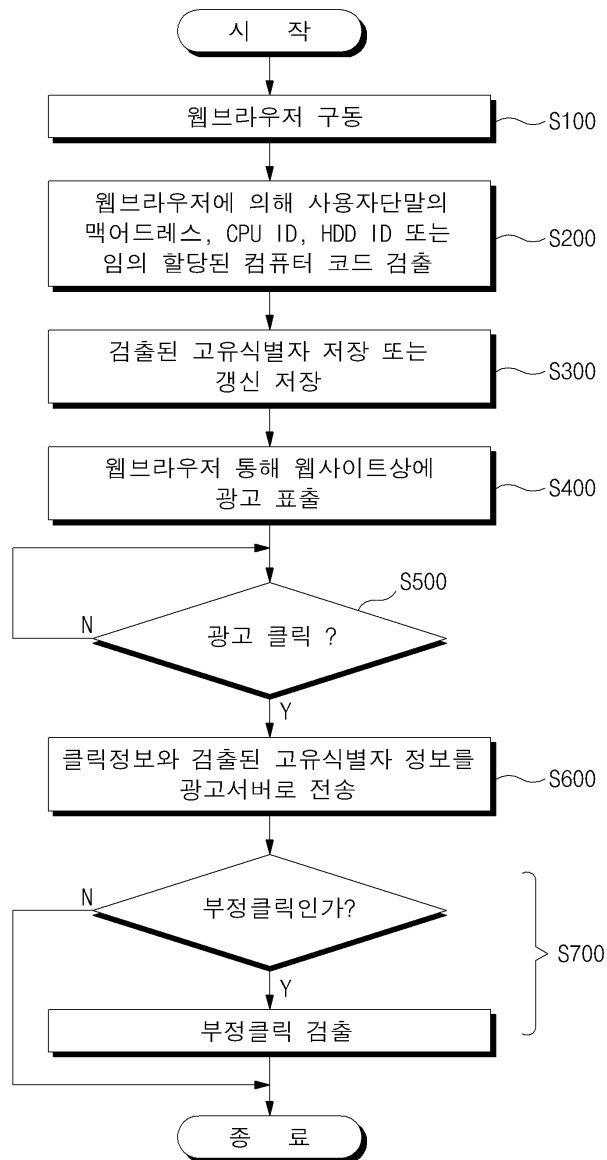 시 작
웹브라우저 구동
S100
웹브라우저에 의해 사용자단말의
맥어드레스, CPU ID, HDD ID 또는
임의 할당된 컴퓨터 코드 검출
S200
검출된 고유식별자 저장 또는
갱신 저장
S300
웹브라우저 통해 웹사이트상에
광고 표출
S400
S500
N
광고 클릭 ?
Y
클릭정보와 검출된 고유식별자 정보를
광고서버로 전송
S600
N
부정클릭인가?
Y
S700
부정클릭 검출
종 료